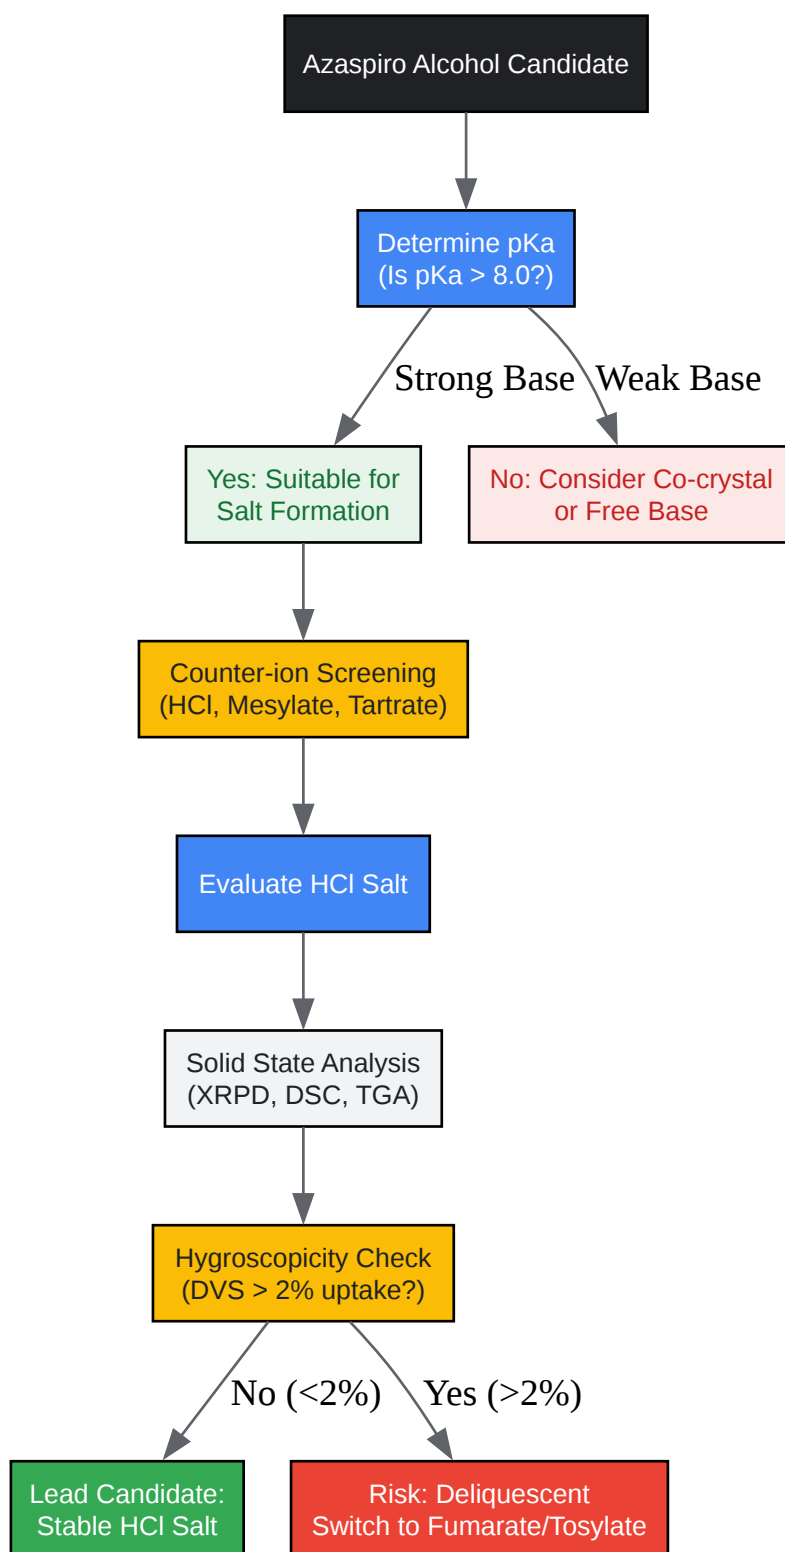 Azaspiro Alcohol Candidate
Determine pKa
(Is pKa > 8.0?)
Strong Base
Weak Base
Yes: Suitable for
Salt Formation
No: Consider Co-crystal
or Free Base
Counter-ion Screening
(HCl, Mesylate, Tartrate)
Evaluate HCl Salt
Solid State Analysis
(XRPD, DSC, TGA)
Hygroscopicity Check
(DVS > 2% uptake?)
No (<2%)
Yes (>2%)
Lead Candidate:
Stable HCl Salt
Risk: Deliquescent
Switch to Fumarate/Tosylate